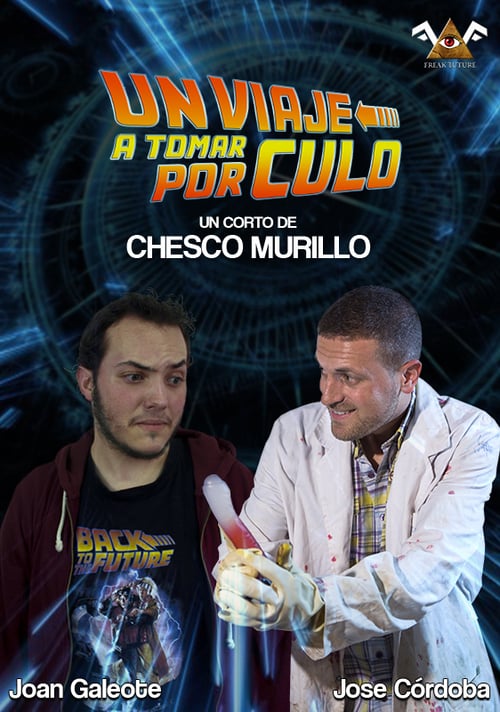 FREAK FUTURE
UN VIAJE
A TOMAR
POR CULO
UN CORTO DE
CHESCO MURILLO
BACK
TO THE
FUTURE
Joan Galeote
Jose Córdoba